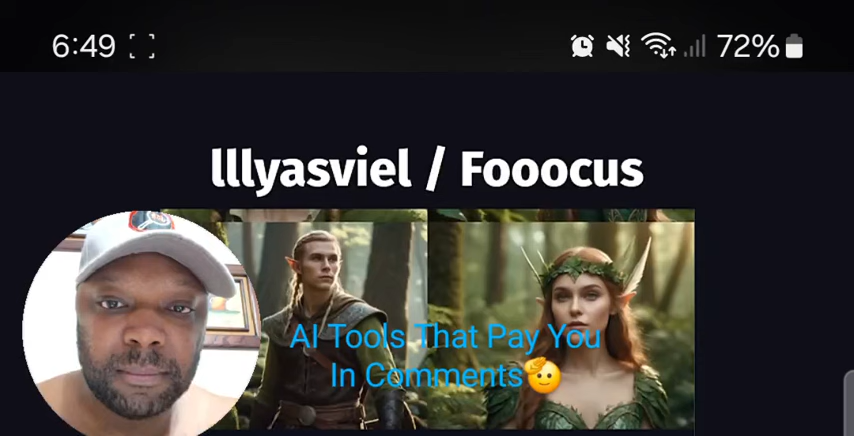 6:49
72%
lllyasviel / Fooocus
AI Tools That Pay You
In Comments🫡